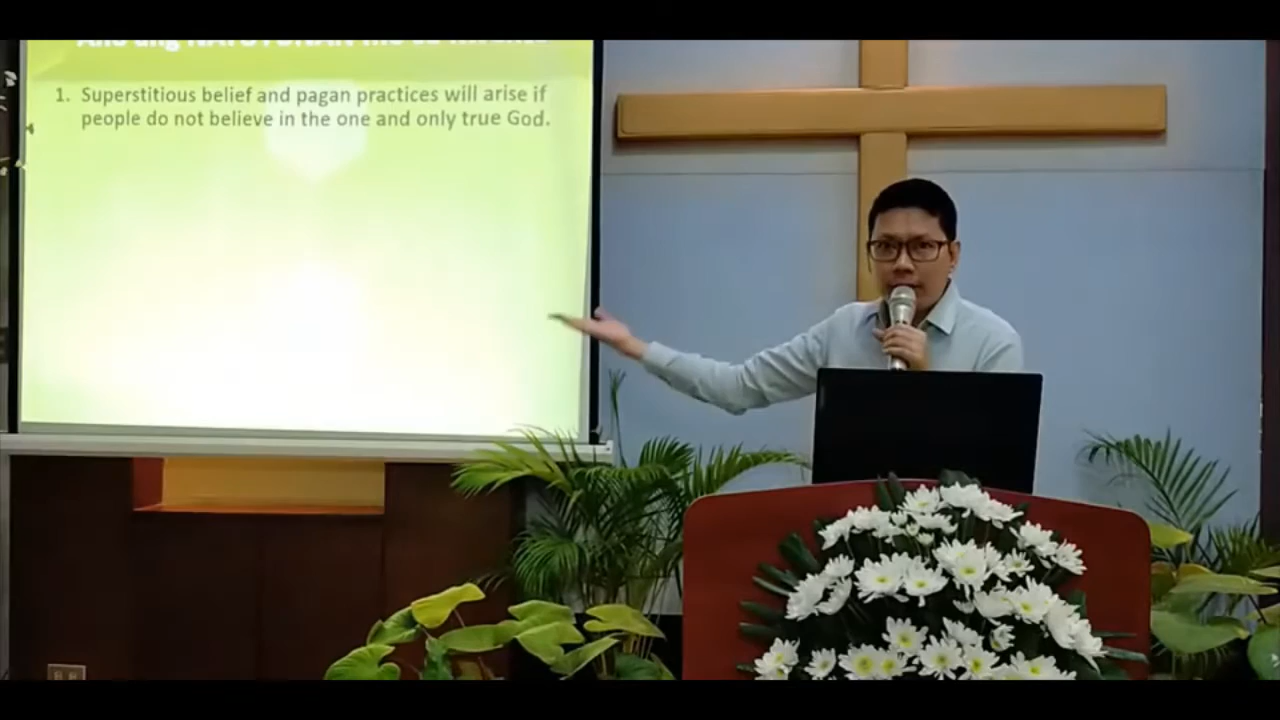 1. Superstitious belief and pagan practices will arise if
people do not believe in the one and only true God.